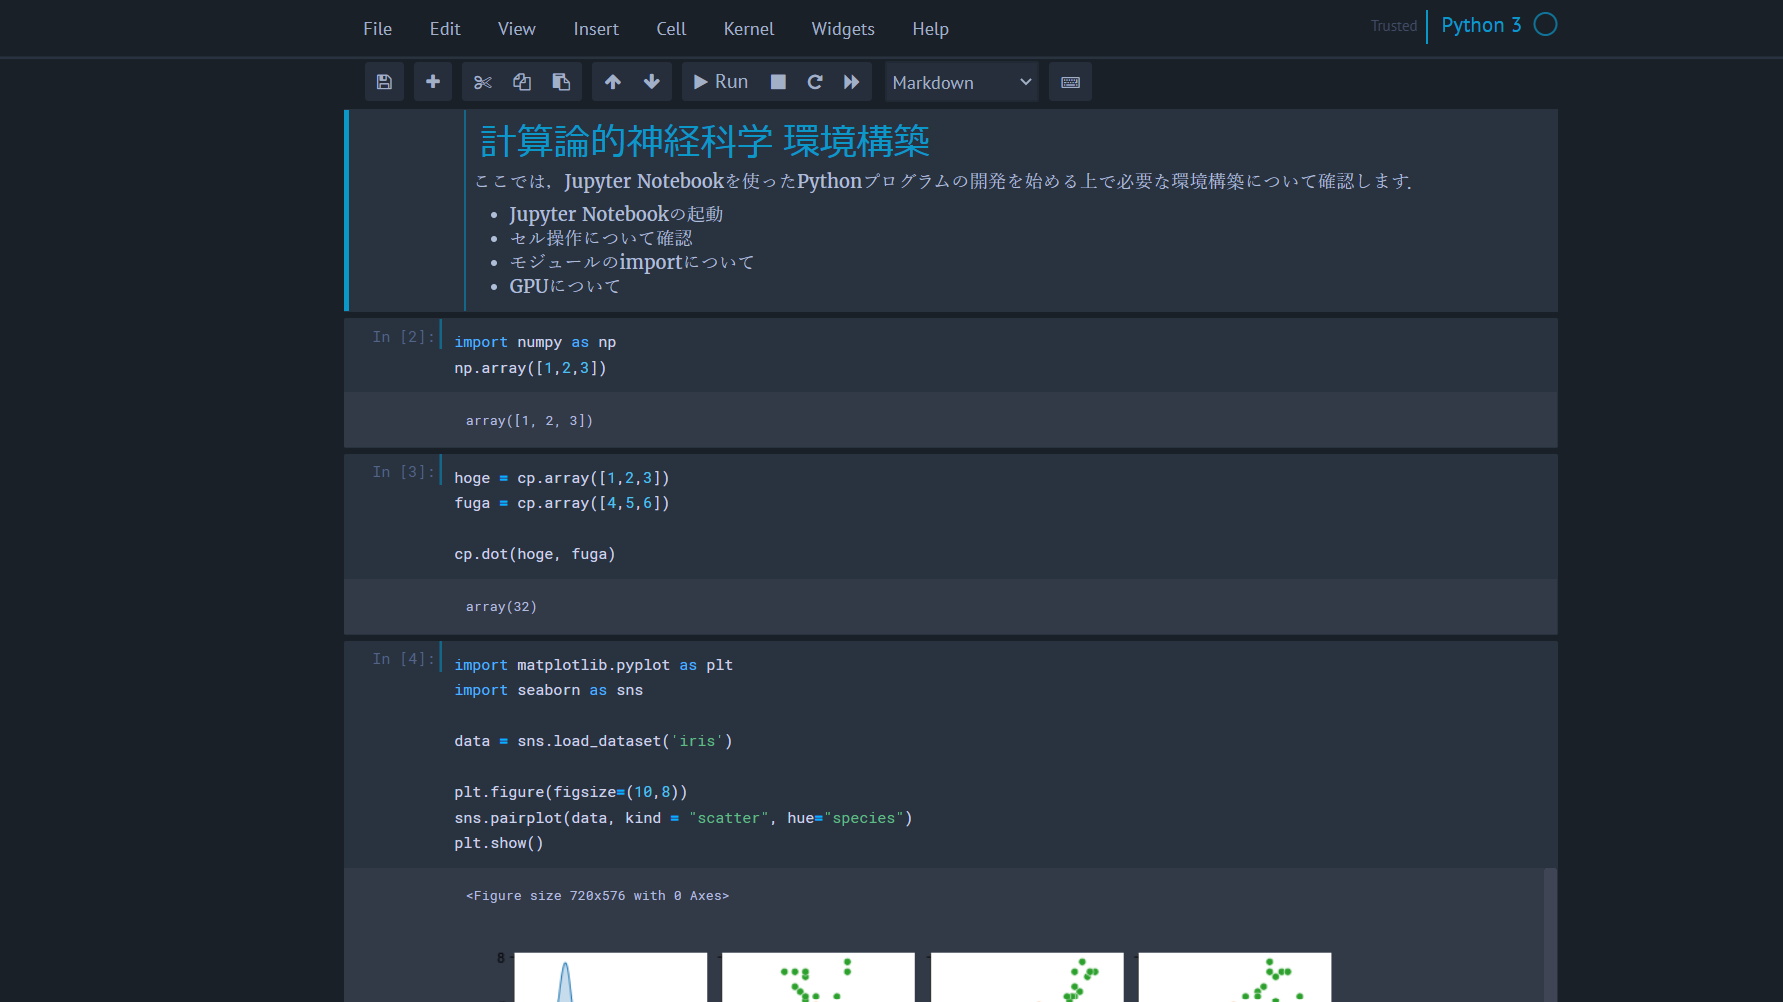 File Edit View Insert Cell Kernel Widgets Help Trusted Python 3
Run Markdown
計算論的神経科学 環境構築
ここでは，Jupyter Notebookを使ったPythonプログラムの開発を始める上で必要な環境構築について確認します．
Jupyter Notebookの起動
セル操作について確認
モジュールのimportについて
GPUについて
In [2]:
import numpy as np
np.array([1,2,3])
array([1, 2, 3])
In [3]:
hoge = cp.array([1,2,3])
fuga = cp.array([4,5,6])
cp.dot(hoge, fuga)
array(32)
In [4]:
import matplotlib.pyplot as plt
import seaborn as sns
data = sns.load_dataset('iris')
plt.figure(figsize=(10,8))
sns.pairplot(data, kind = "scatter", hue="species")
plt.show()
<Figure size 720x576 with 0 Axes>
8